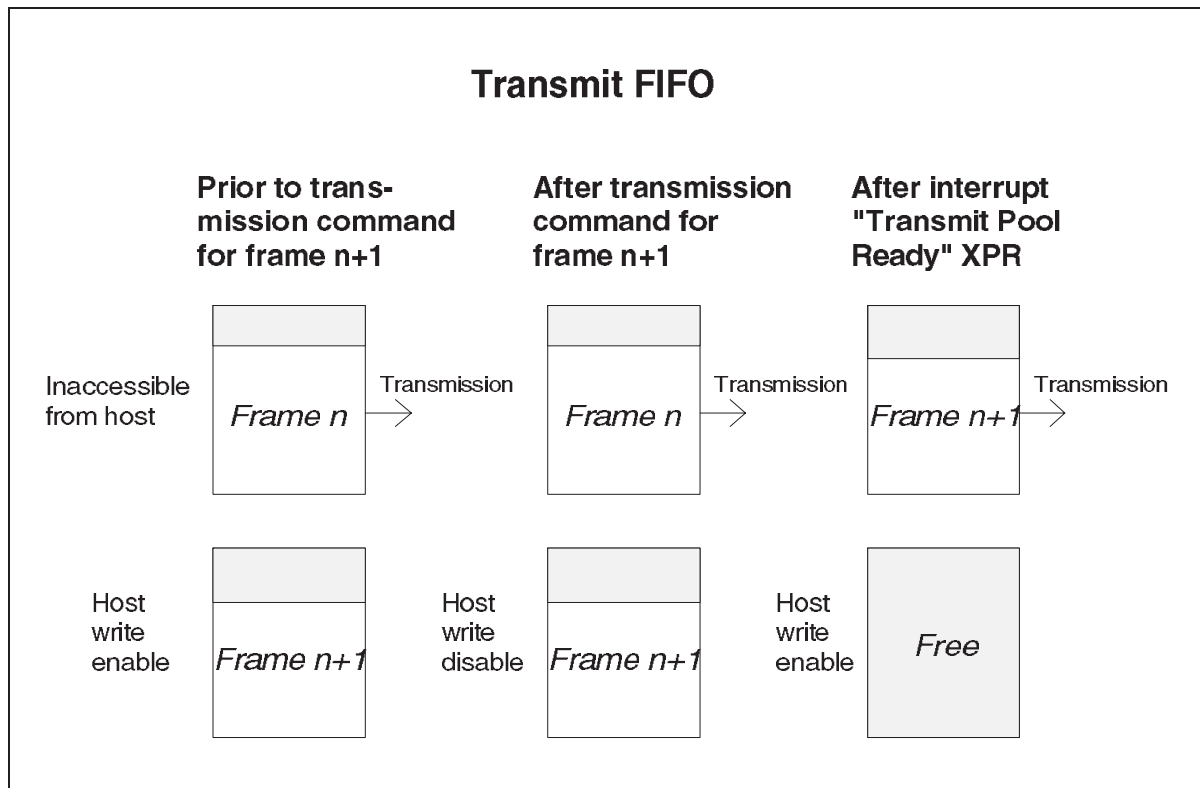 Transmit FIFO
Prior to trans-
mission command
for frame n+1
After transmission
command for
frame n+1
After interrupt
"Transmit Pool
Ready" XPR
Inaccessible
from host
Frame n
Transmission
Frame n
Transmission
Frame n+1
Transmission
Host
write
enable
Frame n+1
Host
write
disable
Frame n+1
Host
write
enable
Free